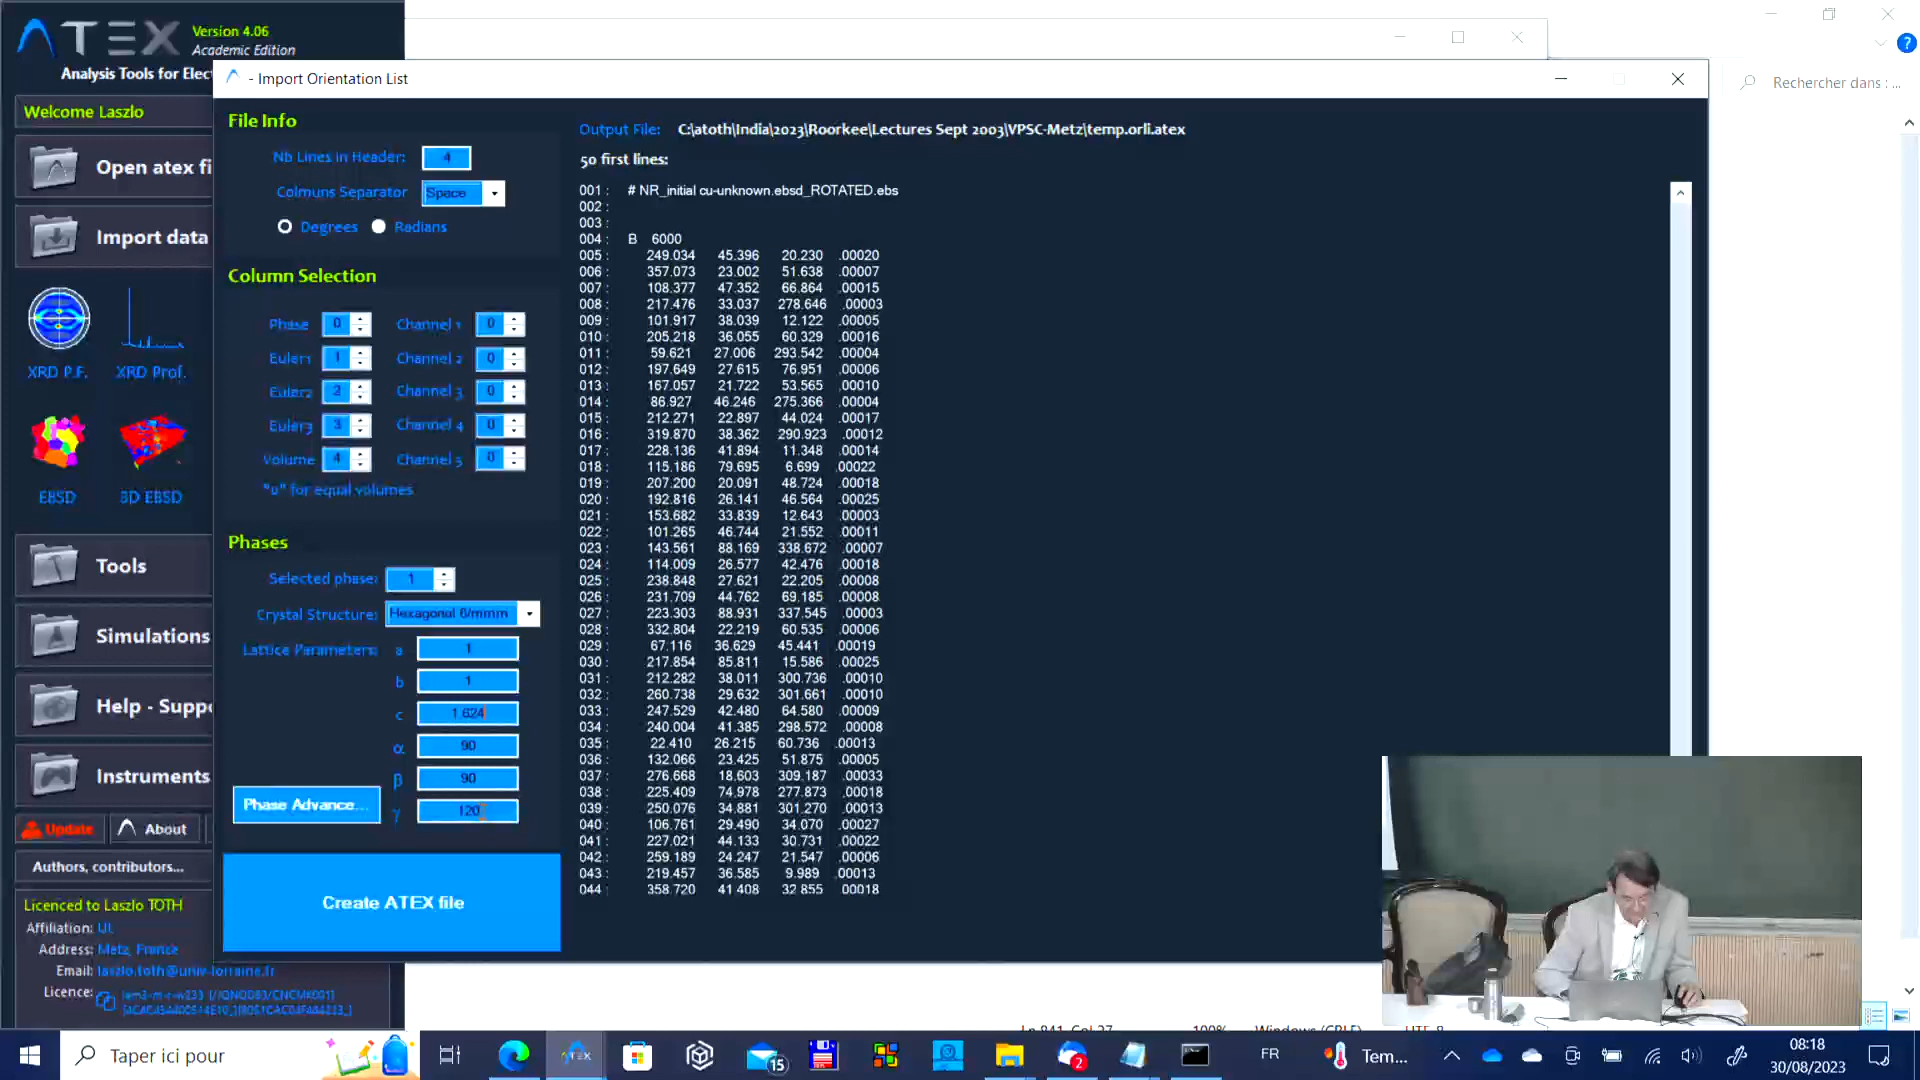 ATEX
Version 4.06
Academic Edition
Analysis Tools for Elec
Welcome Laszlo
Open atex fi
Import data
XRD P.F.
XRD Prof.
EBSD
3D EBSD
Tools
Simulations
Help - Suppo
Instruments
Update
About
Authors, contributors...
Licenced to Laszlo TOTH
Affiliation: UL
Address: Metz, France
Email: laszlo.toth@univ-lorraine.fr
Licence:
- Import Orientation List
File Info
Nb Lines in Header: 4
Colmuns Separator Space
Degrees Radians
Column Selection
Phase 0 Channel 1 0
Euler1 1 Channel 2 0
Euler2 2 Channel 3 0
Euler3 3 Channel 4 0
Volume 4 Channel 5 0
"0" for equal volumes
Phases
Selected phase: 1
Crystal Structure: Hexagonal 6/mmm
Lattice Parameters: a 1
b 1
c 1.624
α 90
β 90
Phase Advance...
γ 120
Create ATEX file
Output File: C:\atoth\India\2023\Roorkee\Lectures Sept 2003\VPSC-Metz\temp.orli.atex
50 first lines:
001 : # NR_initial cu-unknown.ebsd_ROTATED.ebs
002 :
003 :
004 : B 6000
005 : 249.034 45.396 20.230 .00020
006 : 357.073 23.002 51.638 .00007
007 : 108.377 47.352 66.864 .00015
008 : 217.476 33.037 278.646 .00003
009 : 101.917 38.039 12.122 .00005
010 : 205.218 36.055 60.329 .00016
011 : 59.621 27.006 293.542 .00004
012 : 197.649 27.615 76.951 .00006
013 : 167.057 21.722 53.565 .00010
014 : 86.927 46.246 275.366 .00004
015 : 212.271 22.897 44.024 .00017
016 : 319.870 38.362 290.923 .00012
017 : 228.136 41.894 11.348 .00014
018 : 115.186 79.695 6.699 .00022
019 : 207.200 20.091 48.724 .00018
020 : 192.816 26.141 46.564 .00025
021 : 153.682 33.839 12.643 .00003
022 : 101.265 46.744 21.552 .00011
023 : 143.561 88.169 338.672 .00007
024 : 114.009 26.577 42.476 .00018
025 : 238.848 27.621 22.205 .00008
026 : 231.709 44.762 69.185 .00008
027 : 223.303 88.931 337.545 .00003
028 : 332.804 22.219 60.535 .00006
029 : 67.116 36.629 45.441 .00019
030 : 217.854 85.811 15.586 .00025
031 : 212.282 38.011 300.736 .00010
032 : 260.738 29.632 301.661 .00010
033 : 247.529 42.480 64.580 .00009
034 : 240.004 41.385 298.572 .00008
035 : 22.410 26.215 60.736 .00013
036 : 132.066 23.425 51.875 .00005
037 : 276.668 18.603 309.187 .00033
038 : 225.409 74.978 277.873 .00018
039 : 250.076 34.881 301.270 .00013
040 : 106.761 29.490 34.070 .00027
041 : 227.021 44.133 30.731 .00022
042 : 259.189 24.247 21.547 .00006
043 : 219.457 36.585 9.989 .00013
044 : 358.720 41.408 32.855 .00018
Rechercher dans : ...
Ln 841, Col 27 100% Windows (CRLF) UTF-8
Taper ici pour
15
2
FR
Tem...
08:18
30/08/2023